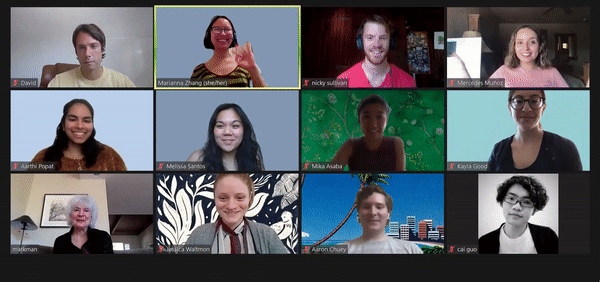 David
Marianna Zhang (she/her)
nicky sullivan
Mercedes Muñoz
Aarthi Popat
Melissa Santos
Mika Asaba
Kayla Good
markman
Jessica Waltmon
Aaron Chuey
cai guo